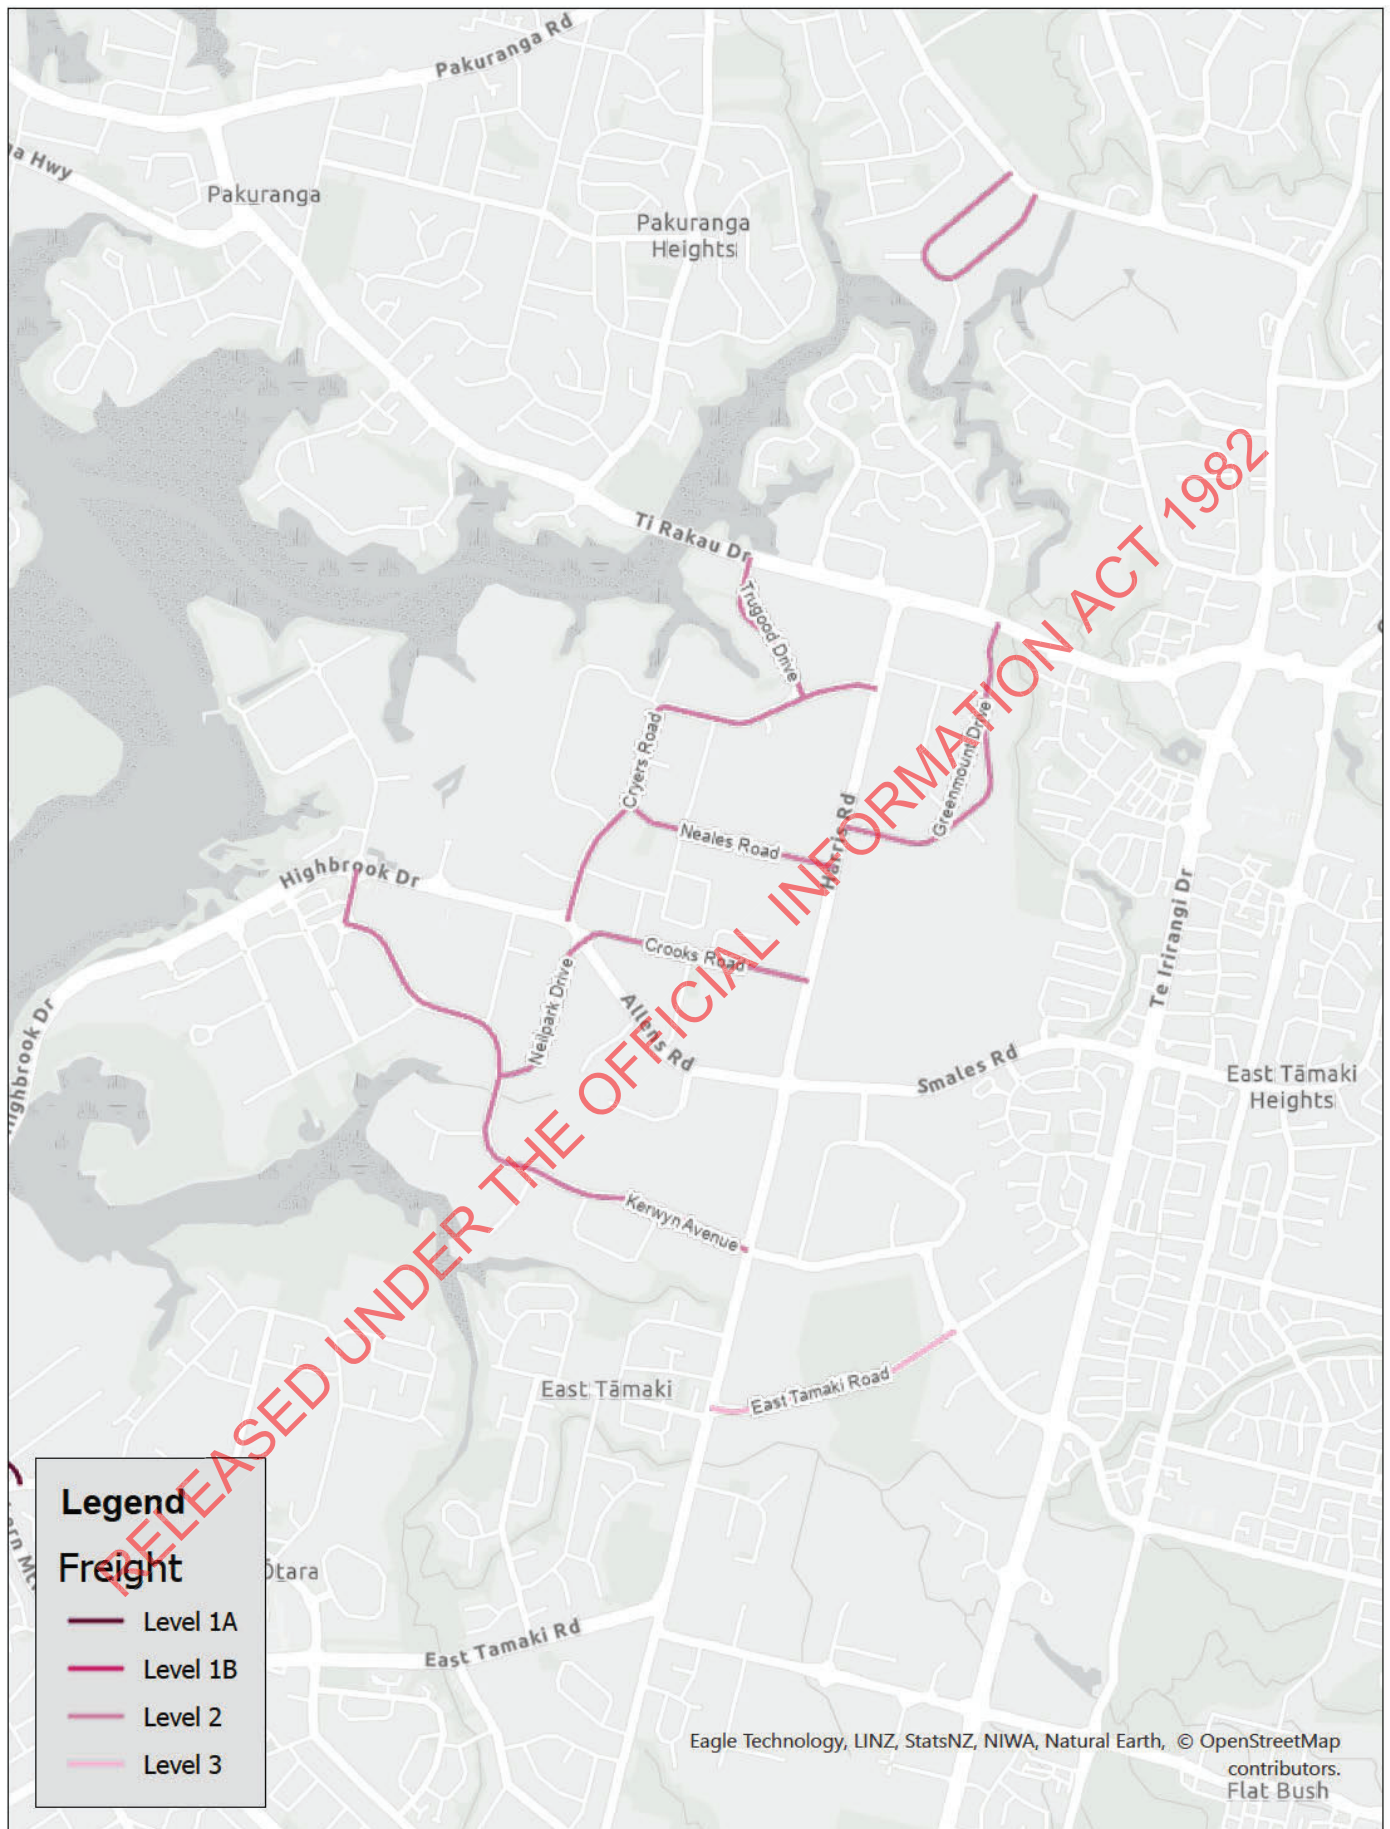 Pakuranga Rd
na Hwy
Pakuranga
Pakuranga
Heights
Ti Rakau Dr
Trugood Drive
Cryers Road
Greenmount Drive
Neales Road
Harris Rd
Highbrook Dr
Te Irirangi Dr
Crooks Road
Neilpark Drive
Allens Rd
Highbrook Dr
Smales Rd
East Tāmaki
Heights
Kerwyn Avenue
East Tamaki Road
East Tāmaki
RELEASED UNDER THE OFFICIAL INFORMATION ACT 1982
Legend
Freight
Level 1A
Level 1B
Level 2
Level 3
Ōtara
East Tamaki Rd
Eagle Technology, LINZ, StatsNZ, NIWA, Natural Earth, © OpenStreetMap
contributors.
Flat Bush